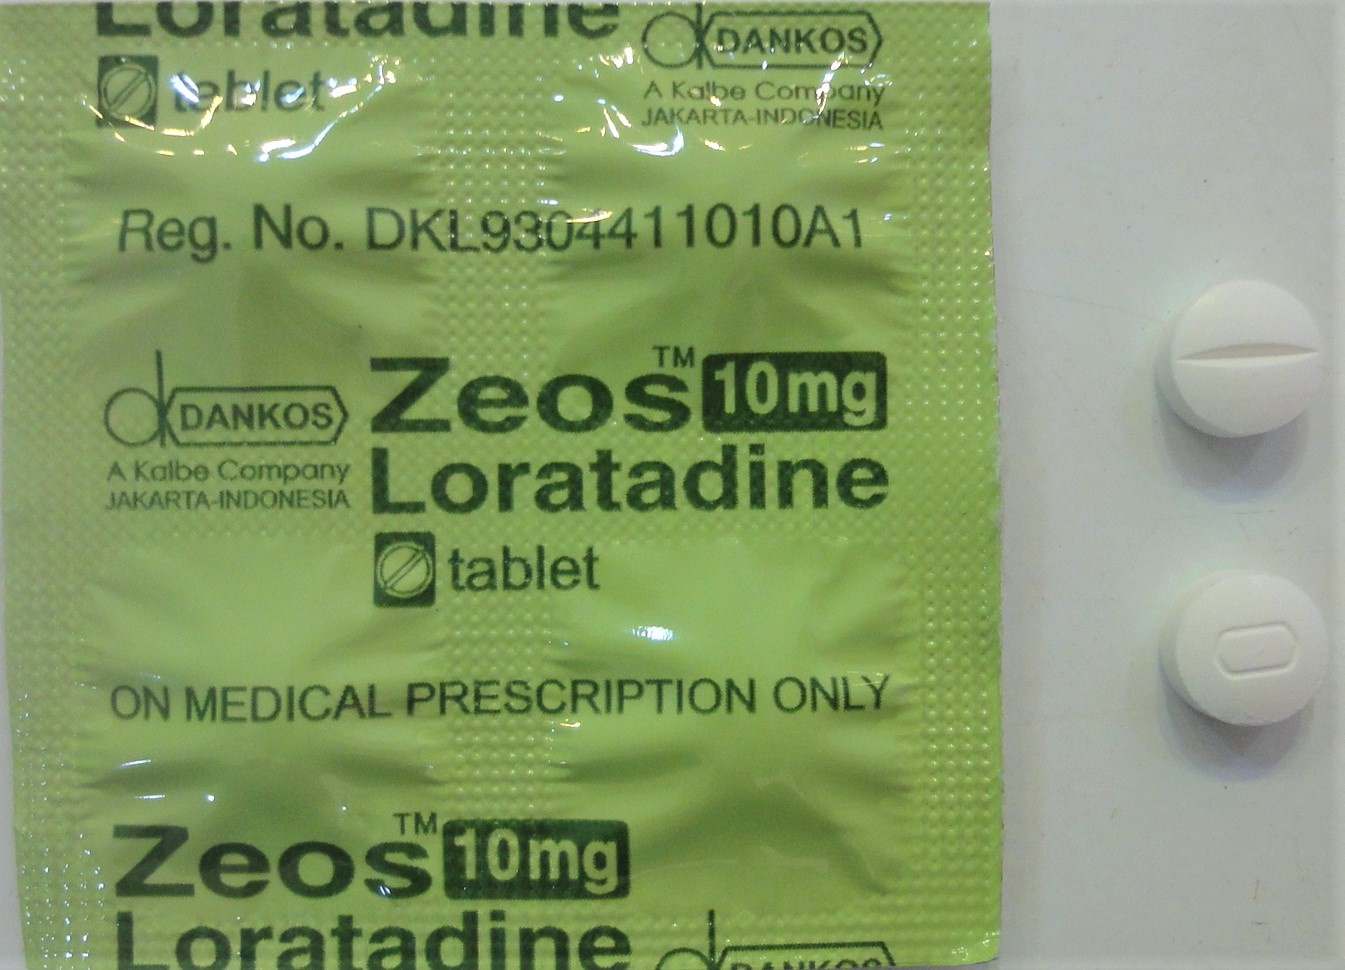 Loratadine
tablet
DANKOS
A Kalbe Company
JAKARTA-INDONESIA
Reg. No. DKL9304411010A1
DANKOS
A Kalbe Company
JAKARTA-INDONESIA
Zeos™ 10mg
Loratadine
tablet
ON MEDICAL PRESCRIPTION ONLY
Zeos™ 10mg
Loratadine
DANKOS